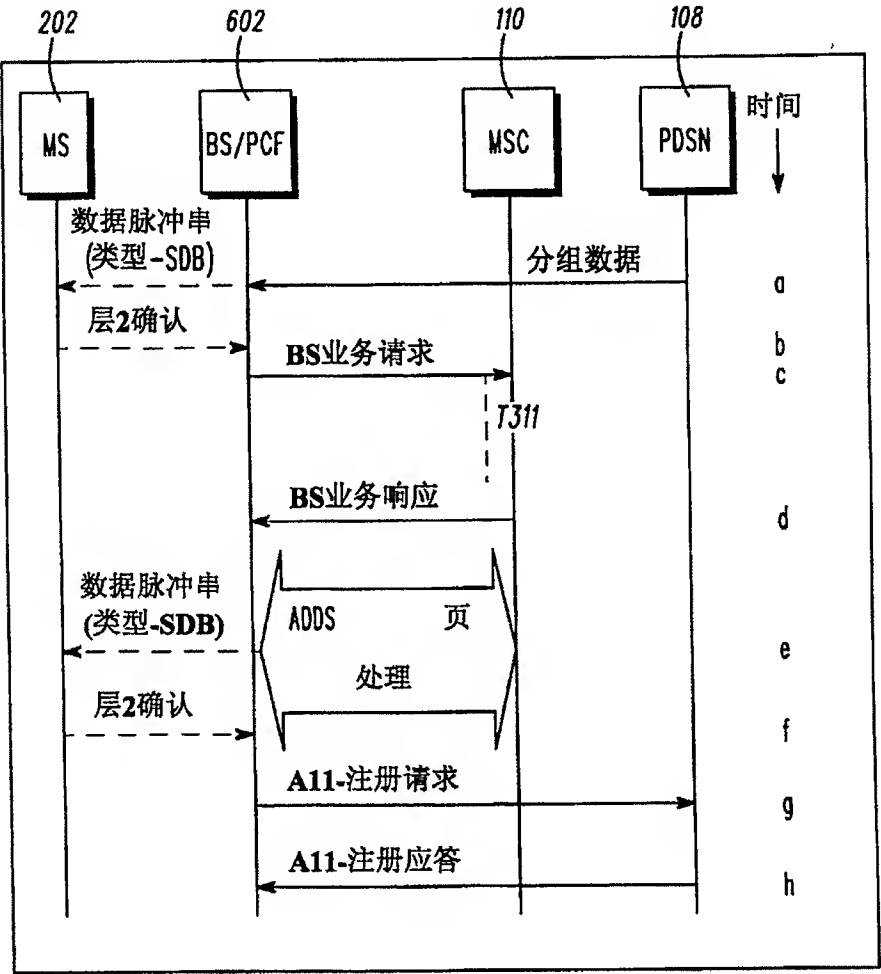 202 602 110 108
MS BS/PCF MSC PDSN 时间
数据脉冲串
(类型-SDB) 分组数据 a
层2确认 b
BS业务请求 c
T311
BS业务响应 d
数据脉冲串
(类型-SDB) ADDS 页 e
处理
层2确认 f
A11-注册请求 g
A11-注册应答 h